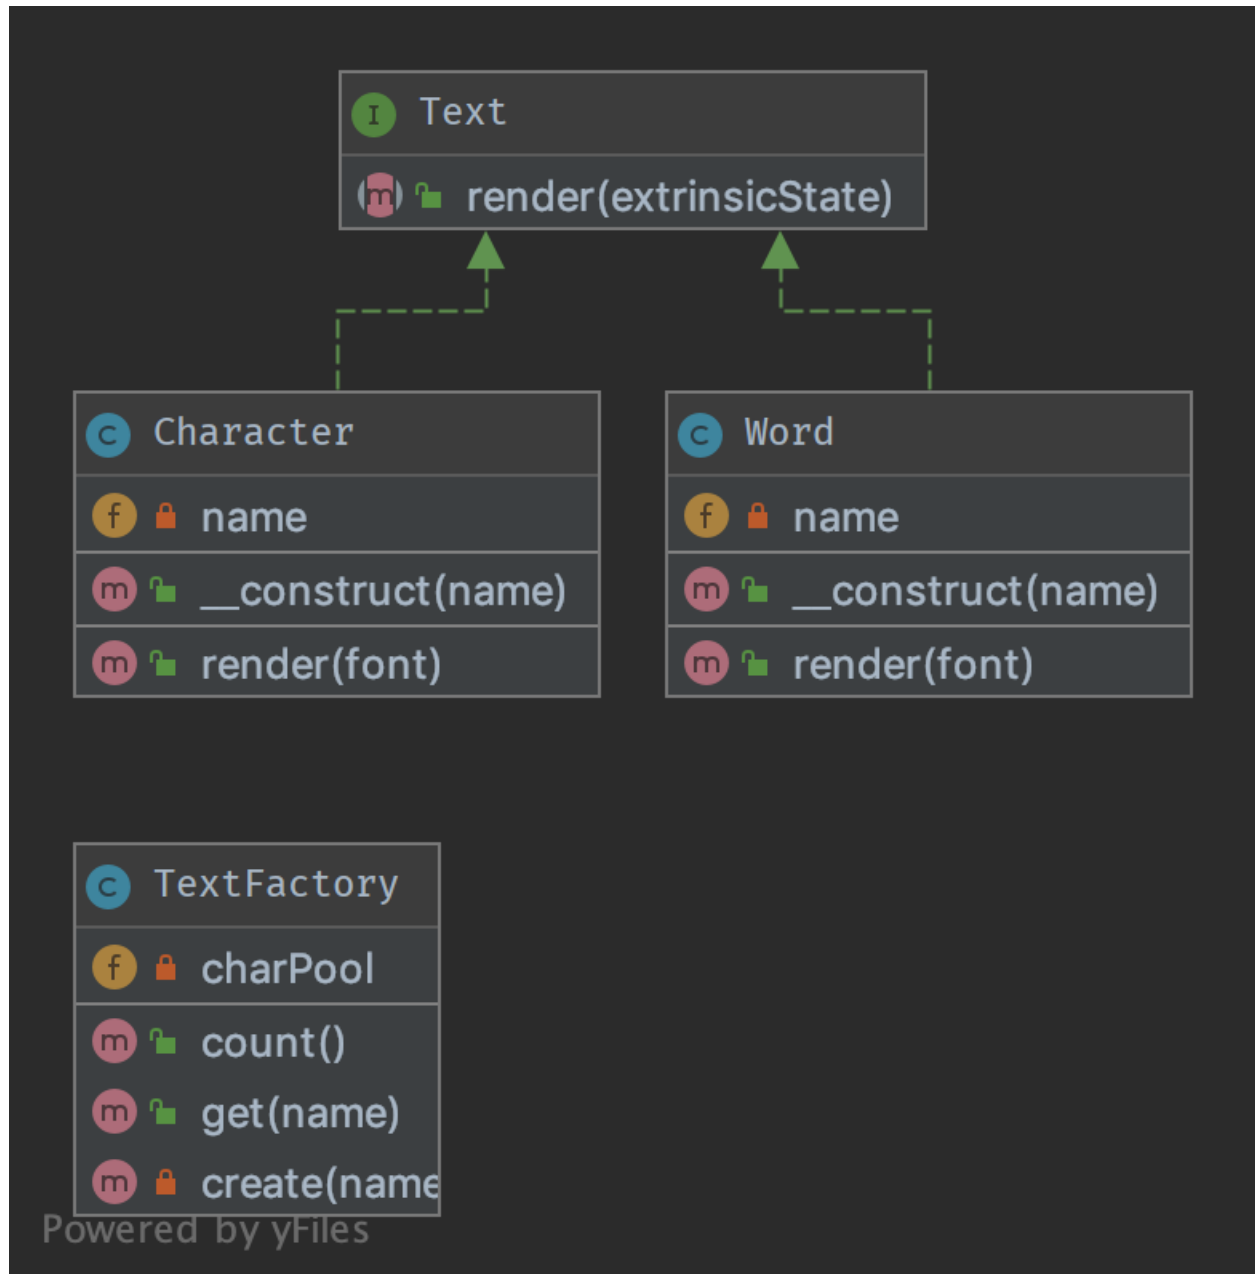 I Text
m render(extrinsicState)
C Character
f name
m __construct(name)
m render(font)
C Word
f name
m __construct(name)
m render(font)
C TextFactory
f charPool
m count()
m get(name)
m create(name
Powered by yFiles